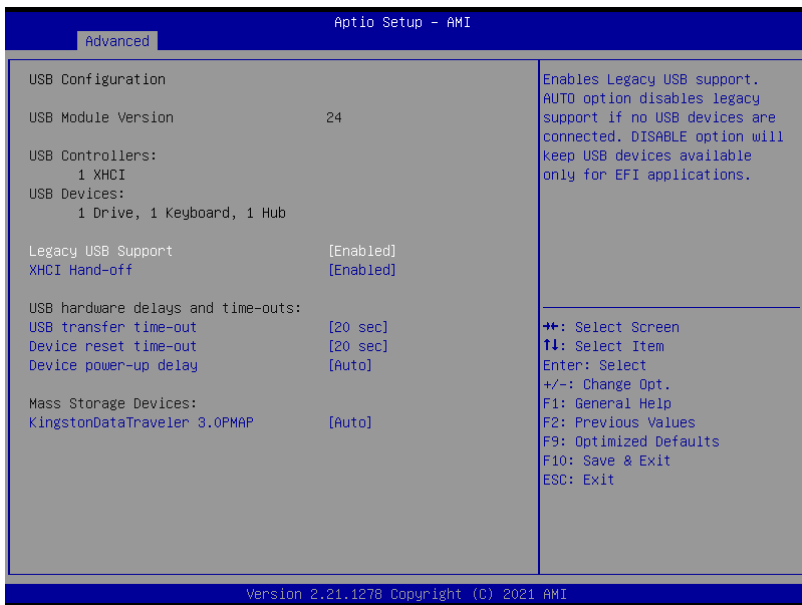 Aptio Setup – AMI
Advanced
USB Configuration
USB Module Version 24
USB Controllers:
1 XHCI
USB Devices:
1 Drive, 1 Keyboard, 1 Hub
Legacy USB Support [Enabled]
XHCI Hand-off [Enabled]
USB hardware delays and time-outs:
USB transfer time-out [20 sec]
Device reset time-out [20 sec]
Device power-up delay [Auto]
Mass Storage Devices:
KingstonDataTraveler 3.0PMAP [Auto]
Enables Legacy USB support.
AUTO option disables legacy
support if no USB devices are
connected. DISABLE option will
keep USB devices available
only for EFI applications.
→←: Select Screen
↑↓: Select Item
Enter: Select
+/-: Change Opt.
F1: General Help
F2: Previous Values
F9: Optimized Defaults
F10: Save & Exit
ESC: Exit
Version 2.21.1278 Copyright (C) 2021 AMI